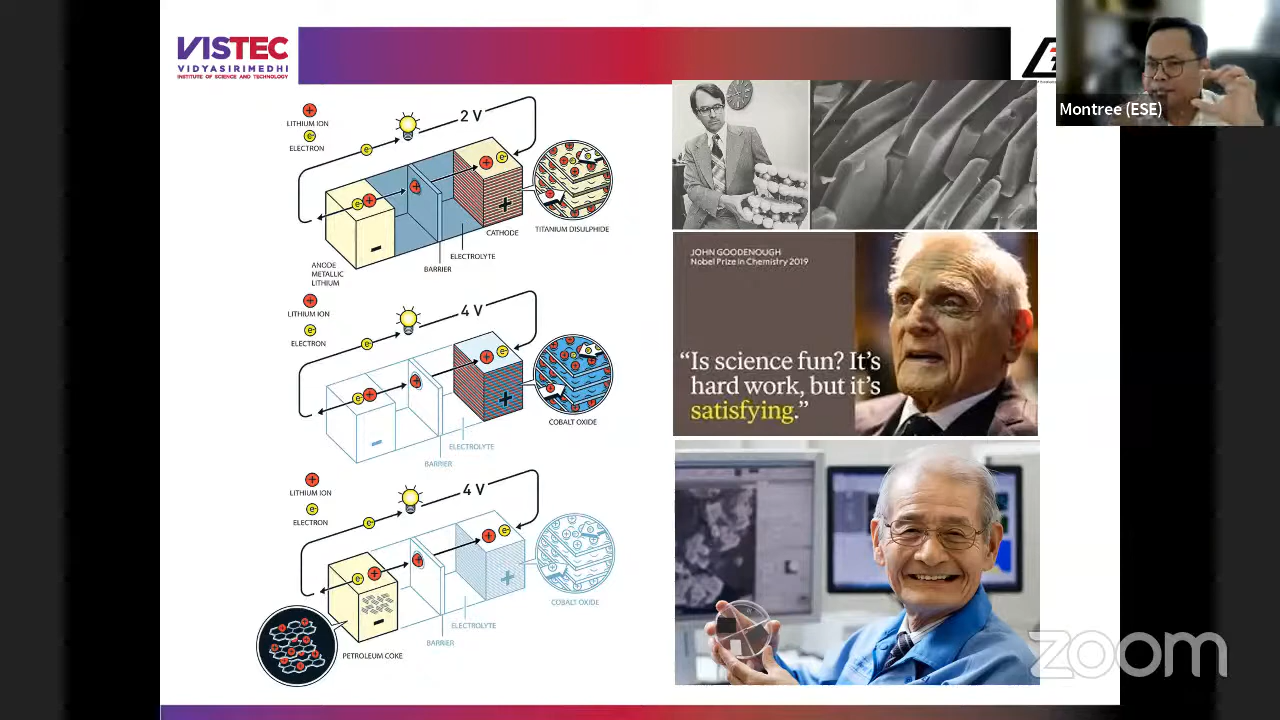 VISTEC
VIDYASIRIMEDHI
INSTITUTE OF SCIENCE AND TECHNOLOGY
Montree (ESE)
LITHIUM ION
e-
ELECTRON
2 V
CATHODE
TITANIUM DISULPHIDE
ELECTROLYTE
BARRIER
ANODE
METALLIC
LITHIUM
LITHIUM ION
e-
ELECTRON
4 V
COBALT OXIDE
ELECTROLYTE
BARRIER
LITHIUM ION
e-
ELECTRON
4 V
COBALT OXIDE
ELECTROLYTE
BARRIER
PETROLEUM COKE
JOHN GOODENOUGH
Nobel Prize in Chemistry 2019
“Is science fun? It’s
hard work, but it’s
satisfying.”
zoom